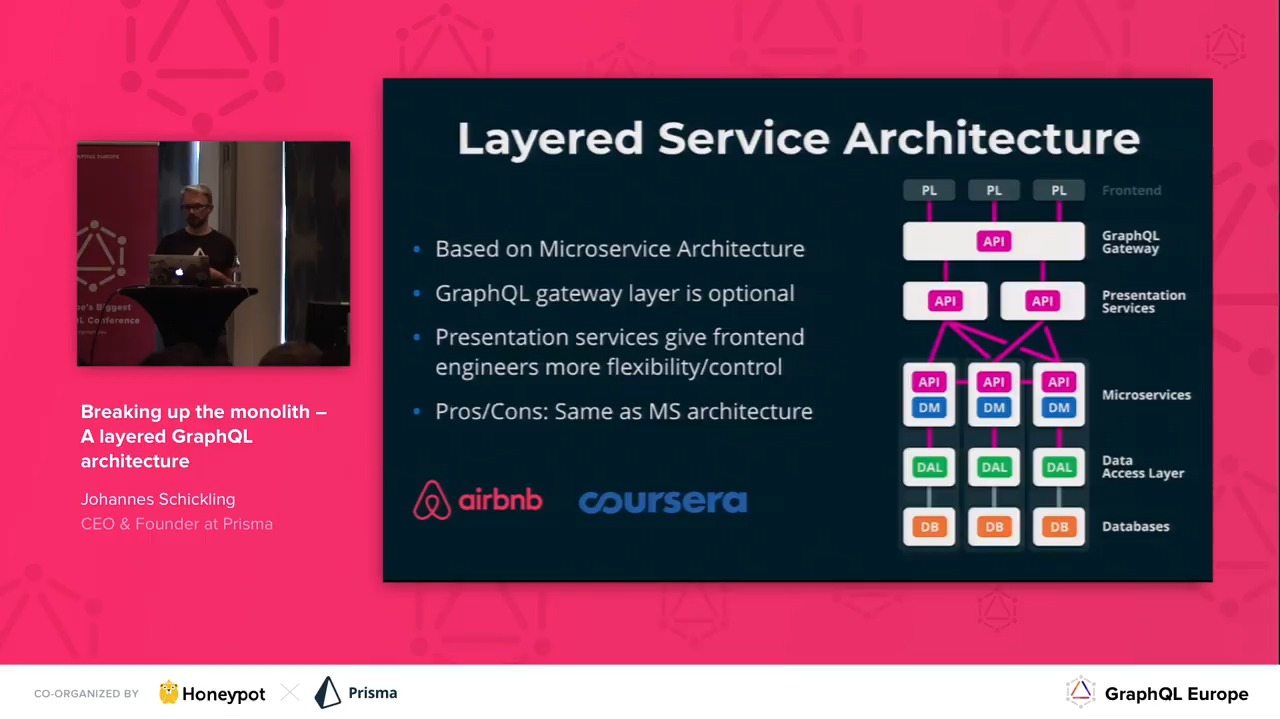 Layered Service Architecture
Based on Microservice Architecture
GraphQL gateway layer is optional
Presentation services give frontend
engineers more flexibility/control
Pros/Cons: Same as MS architecture
airbnb
coursera
PL PL PL Frontend
API GraphQL
Gateway
API API Presentation
Services
API API API
DM DM DM
Microservices
DAL DAL DAL Data
Access Layer
DB DB DB Databases
Breaking up the monolith –
A layered GraphQL
architecture
Johannes Schickling
CEO & Founder at Prisma
CO-ORGANIZED BY Honeypot Prisma
GraphQL Europe